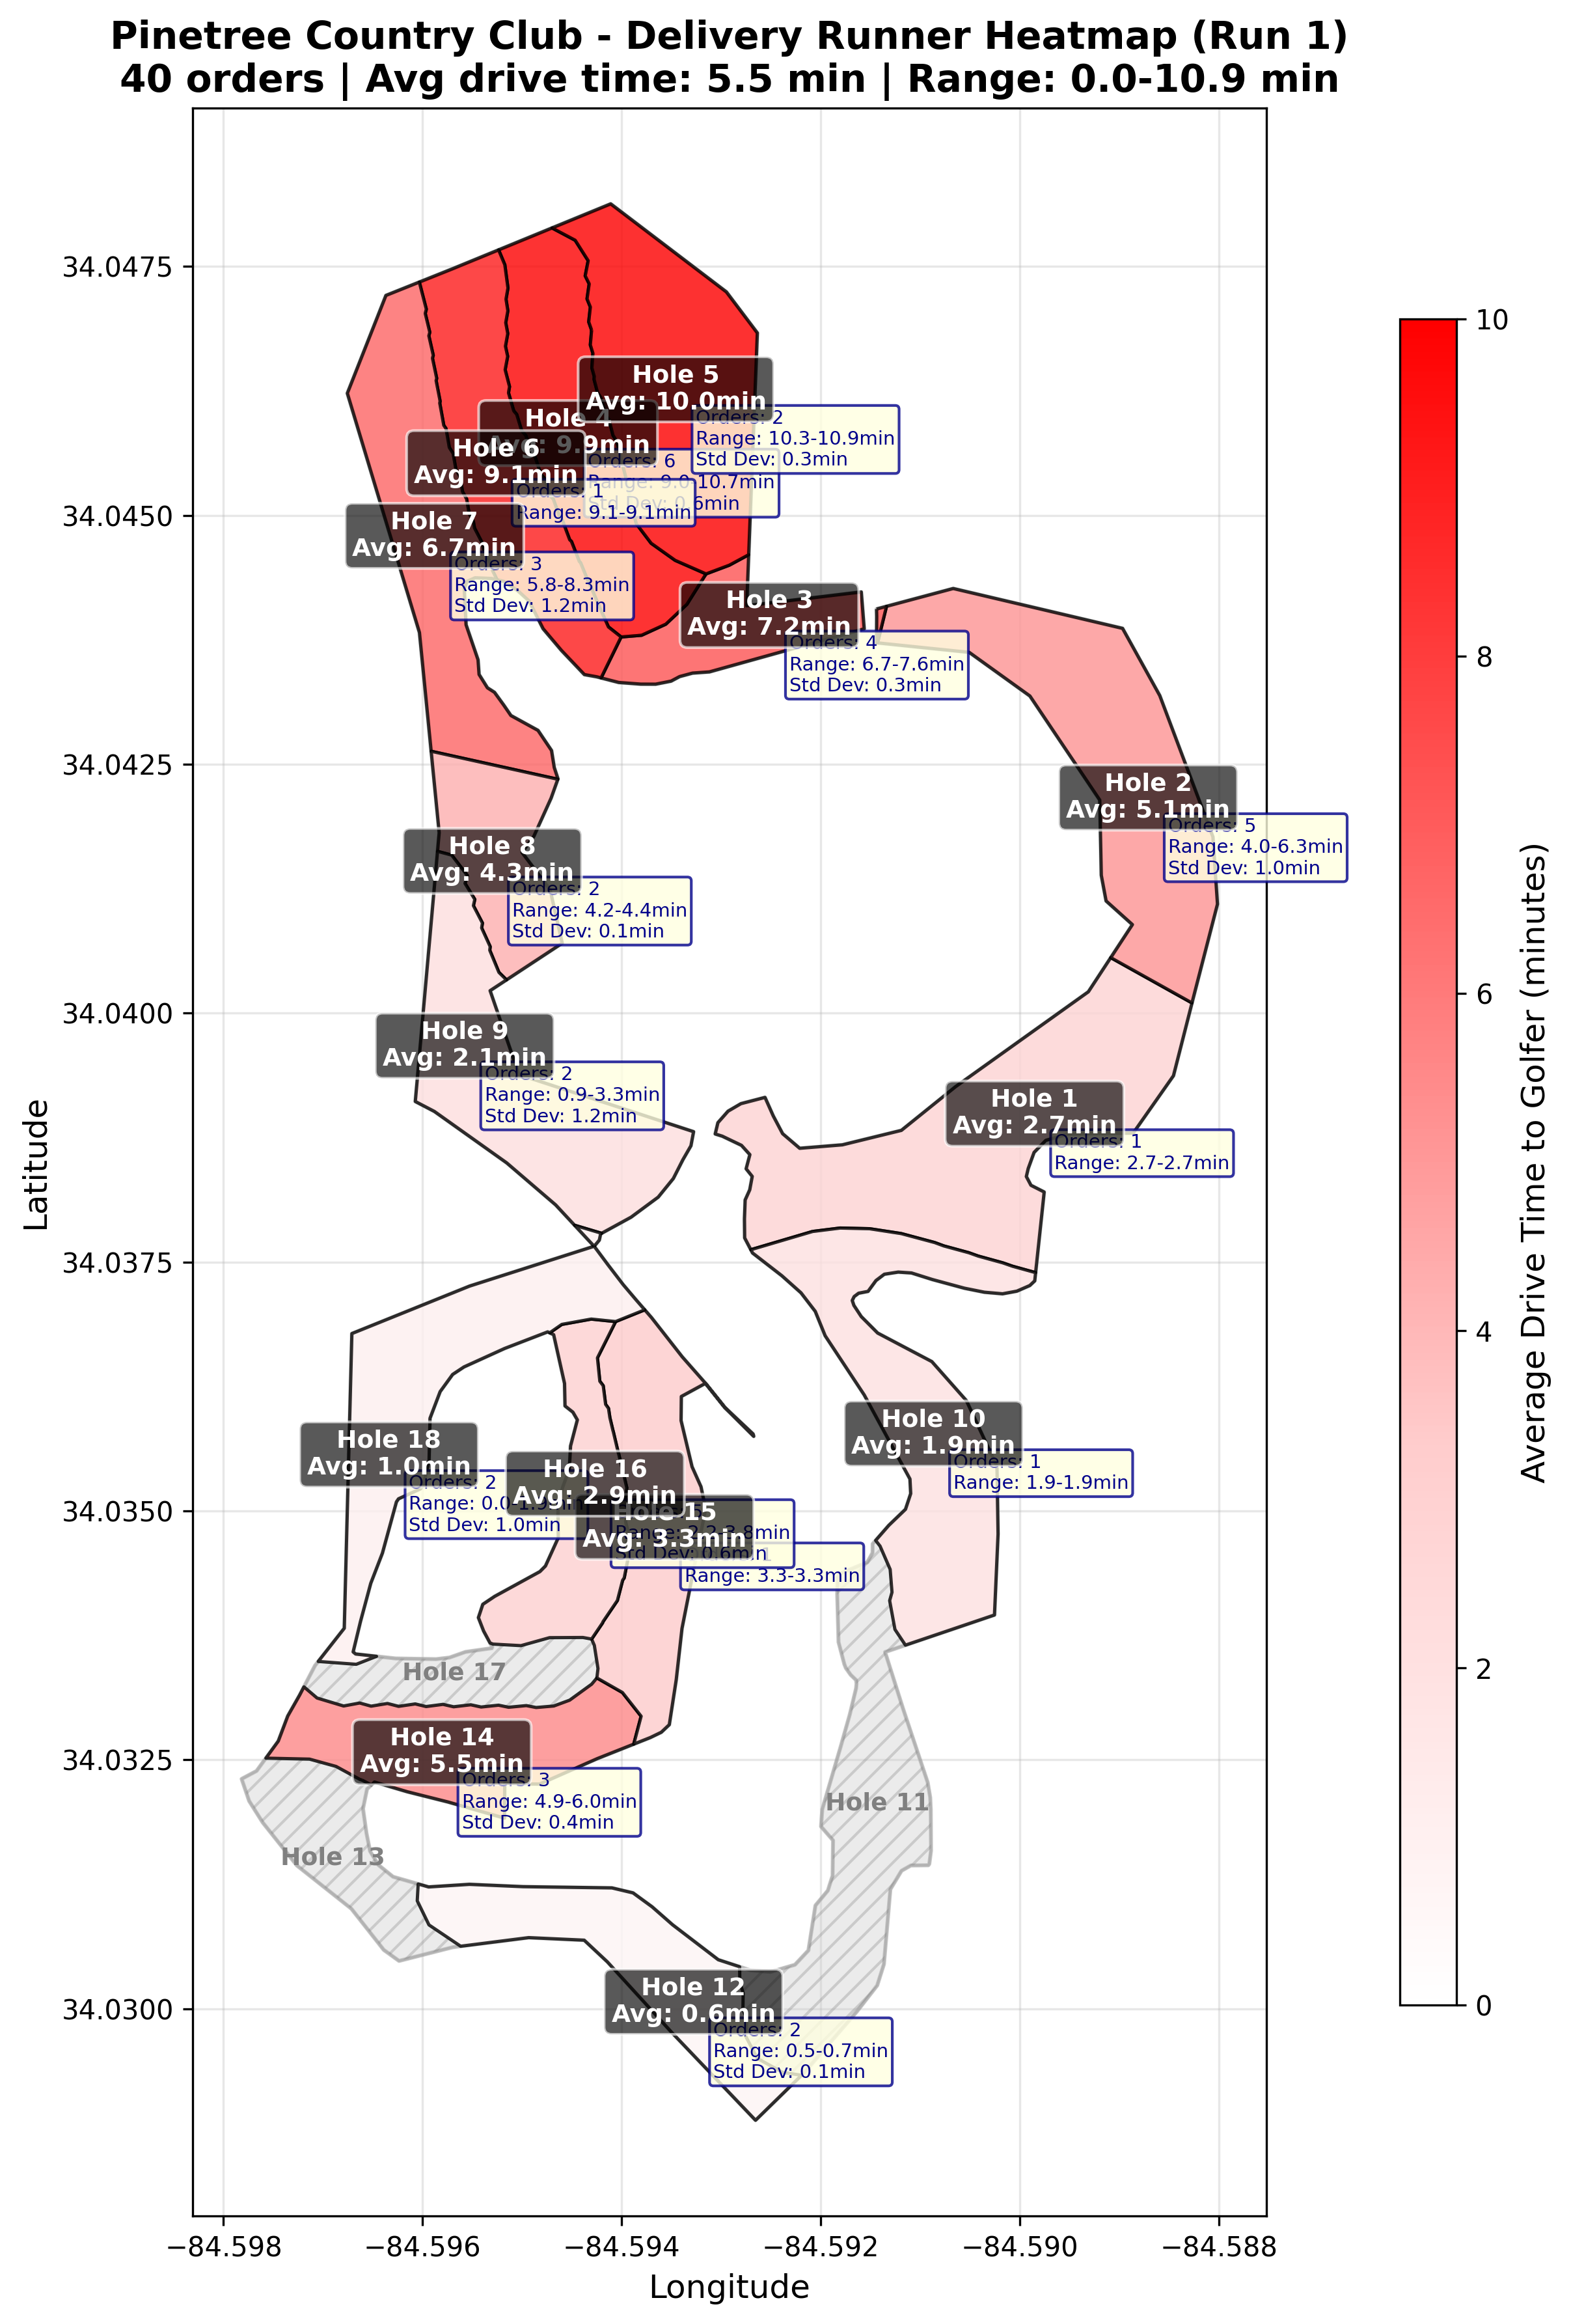 Pinetree Country Club - Delivery Runner Heatmap (Run 1)
40 orders | Avg drive time: 5.5 min | Range: 0.0-10.9 min
34.0475
34.0450
34.0425
34.0400
34.0375
34.0350
34.0325
34.0300
Latitude
−84.598
−84.596
−84.594
−84.592
−84.590
−84.588
Longitude
Hole 5
Avg: 10.0min
Orders: 2
Range: 10.3-10.9min
Std Dev: 0.3min
Hole 4
Avg: 9.9min
Orders: 6
Range: 9.0-10.7min
Std Dev: 0.6min
Hole 6
Avg: 9.1min
Orders: 1
Range: 9.1-9.1min
Hole 7
Avg: 6.7min
Orders: 3
Range: 5.8-8.3min
Std Dev: 1.2min
Hole 3
Avg: 7.2min
Orders: 4
Range: 6.7-7.6min
Std Dev: 0.3min
Hole 2
Avg: 5.1min
Orders: 5
Range: 4.0-6.3min
Std Dev: 1.0min
Hole 8
Avg: 4.3min
Orders: 2
Range: 4.2-4.4min
Std Dev: 0.1min
Hole 9
Avg: 2.1min
Orders: 2
Range: 0.9-3.3min
Std Dev: 1.2min
Hole 1
Avg: 2.7min
Orders: 1
Range: 2.7-2.7min
Hole 10
Avg: 1.9min
Orders: 1
Range: 1.9-1.9min
Hole 18
Avg: 1.0min
Orders: 2
Range:
Std Dev: 1.0min
Hole 16
Avg: 2.9min
Range: 2.2-3.8min
Std Dev: 0.6min
Hole 15
Avg: 3.3min
Range: 3.3-3.3min
Hole 17
Hole 14
Avg: 5.5min
Orders: 3
Range: 4.9-6.0min
Std Dev: 0.4min
Hole 11
Hole 13
Hole 12
Avg: 0.6min
Orders: 2
Range: 0.5-0.7min
Std Dev: 0.1min
10
8
6
4
2
0
Average Drive Time to Golfer (minutes)